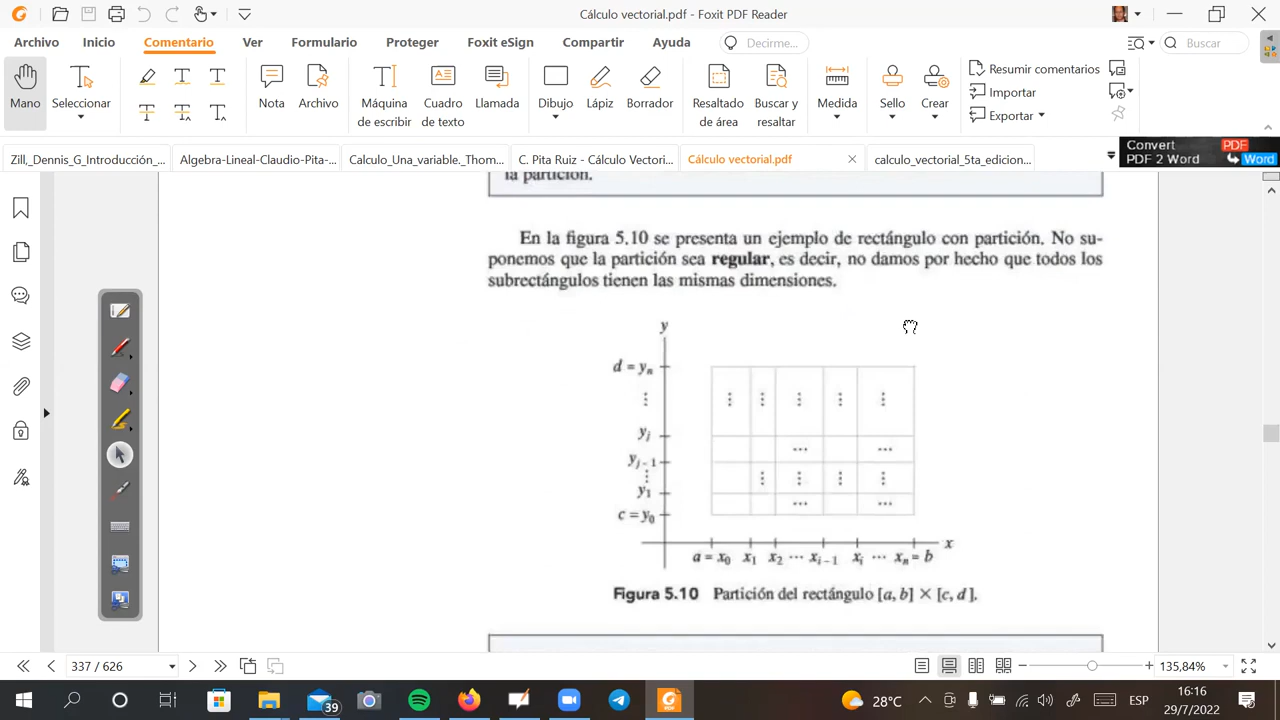 Cálculo vectorial.pdf - Foxit PDF Reader
Archivo Inicio Comentario Ver Formulario Proteger Foxit eSign Compartir Ayuda Decirme... Buscar
Mano Seleccionar Nota Archivo Máquina de escribir Cuadro de texto Llamada Dibujo Lápiz Borrador Resaltado de área Buscar y resaltar Medida Sello Crear
Resumir comentarios
Importar
Exportar
Zill,_Dennis_G_Introducción_... Algebra-Lineal-Claudio-Pita-... Calculo_Una_variable._Thom... C. Pita Ruiz - Cálculo Vectori... Cálculo vectorial.pdf calculo_vectorial_5ta_edicion...
Convert PDF
PDF 2 Word Word
la partición.
En la figura 5.10 se presenta un ejemplo de rectángulo con partición. No su-
ponemos que la partición sea regular, es decir, no damos por hecho que todos los
subrectángulos tienen las mismas dimensiones.
y
d = yₙ
⋮ ⋮ ⋮ ⋮ ⋮ ⋮
yⱼ
... ...
yⱼ₋₁
⋮ ⋮ ⋮ ⋮ ⋮
y₁
... ...
c = y₀
x
a = x₀ x₁ x₂ ... xᵢ₋₁ xᵢ ... xₙ = b
Figura 5.10 Partición del rectángulo [a, b] × [c, d].
337 / 626
135,84%
39
28°C
ESP
16:16
29/7/2022